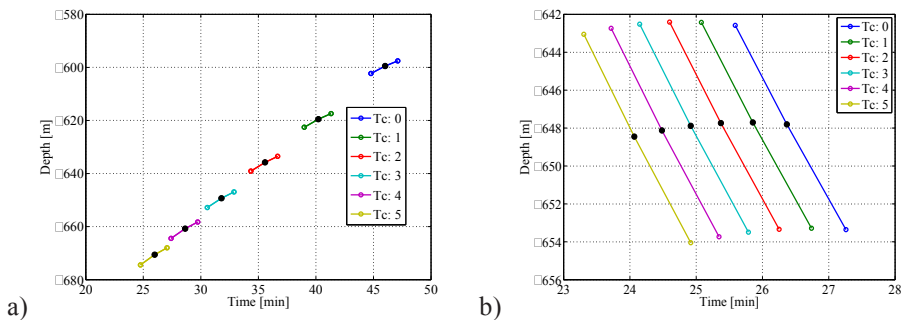 □580
□600
□620
□640
□660
□680
Depth [m]
20 25 30 35 40 45 50
Time [min]
Tc: 0
Tc: 1
Tc: 2
Tc: 3
Tc: 4
Tc: 5
a)
□642
□644
□646
□648
□650
□652
□654
□656
Depth [m]
23 24 25 26 27 28
Time [min]
Tc: 0
Tc: 1
Tc: 2
Tc: 3
Tc: 4
Tc: 5
b)